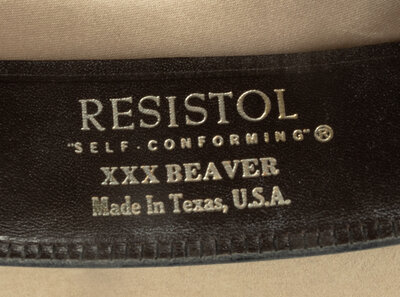 RESISTOL
"SELF-CONFORMING"®
XXX BEAVER
Made In Texas, U.S.A.